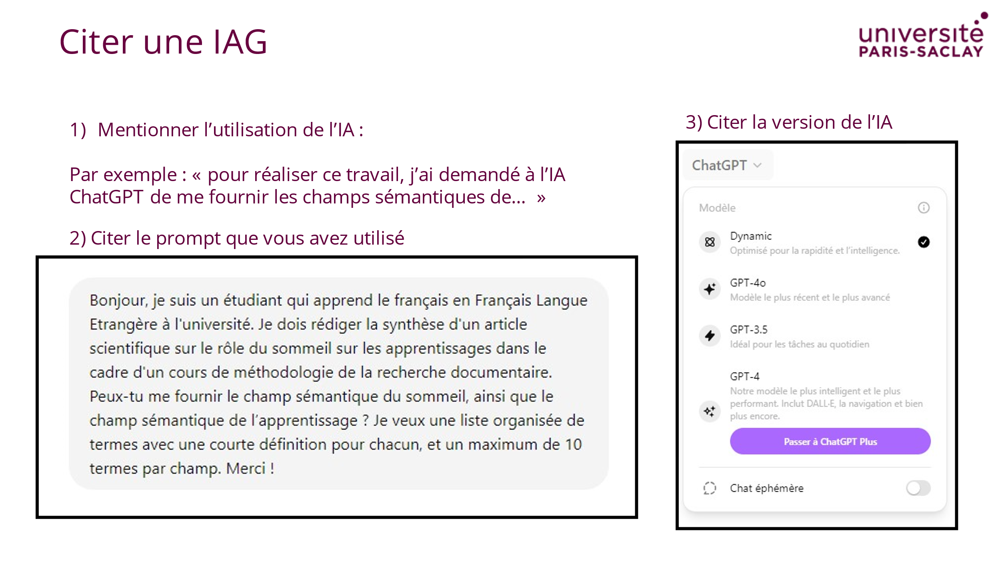 Citer une IAG
université
PARIS-SACLAY
1) Mentionner l’utilisation de l’IA :
Par exemple : « pour réaliser ce travail, j’ai demandé à l’IA
ChatGPT de me fournir les champs sémantiques de… »
2) Citer le prompt que vous avez utilisé
Bonjour, je suis un étudiant qui apprend le français en Français Langue
Etrangère à l'université. Je dois rédiger la synthèse d'un article
scientifique sur le rôle du sommeil sur les apprentissages dans le
cadre d'un cours de méthodologie de la recherche documentaire.
Peux-tu me fournir le champ sémantique du sommeil, ainsi que le
champ sémantique de l’apprentissage ? Je veux une liste organisée de
termes avec une courte définition pour chacun, et un maximum de 10
termes par champ. Merci !
3) Citer la version de l’IA
ChatGPT
Modèle
Dynamic
Optimisé pour la rapidité et l’intelligence.
GPT-4o
Modèle le plus récent et le plus avancé
GPT-3.5
Idéal pour les tâches au quotidien
GPT-4
Notre modèle le plus intelligent et le plus
performant. Inclut DALL·E, la navigation et bien
plus encore.
Passer à ChatGPT Plus
Chat éphémère